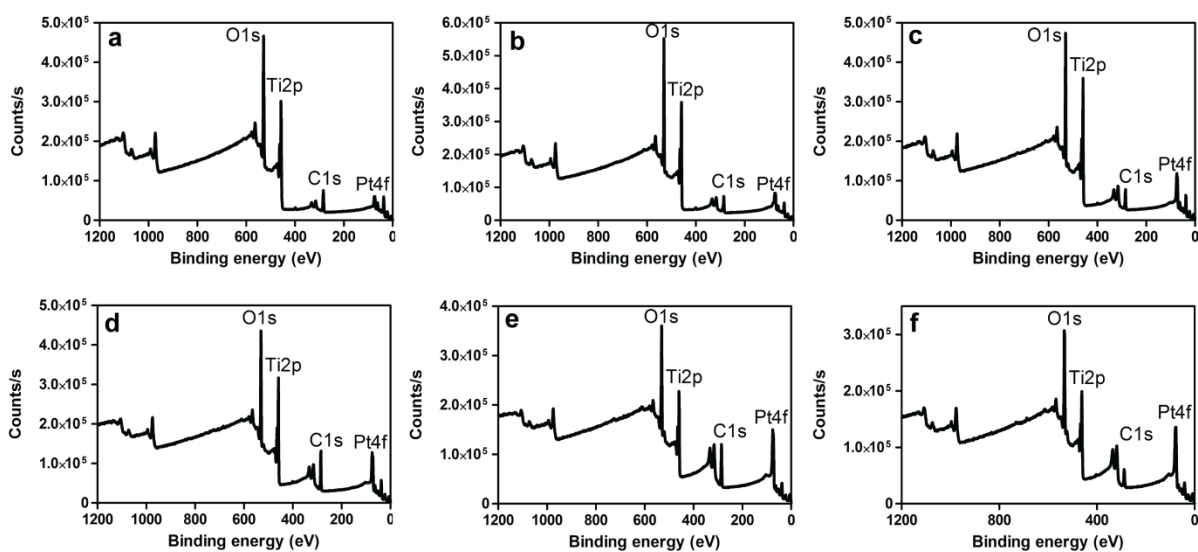 a
5.0×10⁵
4.0×10⁵
3.0×10⁵
2.0×10⁵
1.0×10⁵
0
Counts/s
O1s
Ti2p
C1s
Pt4f
1200 1000 800 600 400 200 0
Binding energy (eV)
b
6.0×10⁵
5.0×10⁵
4.0×10⁵
3.0×10⁵
2.0×10⁵
1.0×10⁵
0
Counts/s
O1s
Ti2p
C1s
Pt4f
1200 1000 800 600 400 200 0
Binding energy (eV)
c
5.0×10⁵
4.0×10⁵
3.0×10⁵
2.0×10⁵
1.0×10⁵
0
Counts/s
O1s
Ti2p
C1s
Pt4f
1200 1000 800 600 400 200 0
Binding energy (eV)
d
5.0×10⁵
4.0×10⁵
3.0×10⁵
2.0×10⁵
1.0×10⁵
0
Counts/s
O1s
Ti2p
C1s
Pt4f
1200 1000 800 600 400 200 0
Binding energy (eV)
e
4.0×10⁵
3.0×10⁵
2.0×10⁵
1.0×10⁵
0
Counts/s
O1s
Ti2p
C1s
Pt4f
1200 1000 800 600 400 200 0
Binding energy (eV)
f
3.0×10⁵
2.0×10⁵
1.0×10⁵
0
Counts/s
O1s
Ti2p
C1s
Pt4f
1200 1000 800 600 400 200 0
Binding energy (eV)